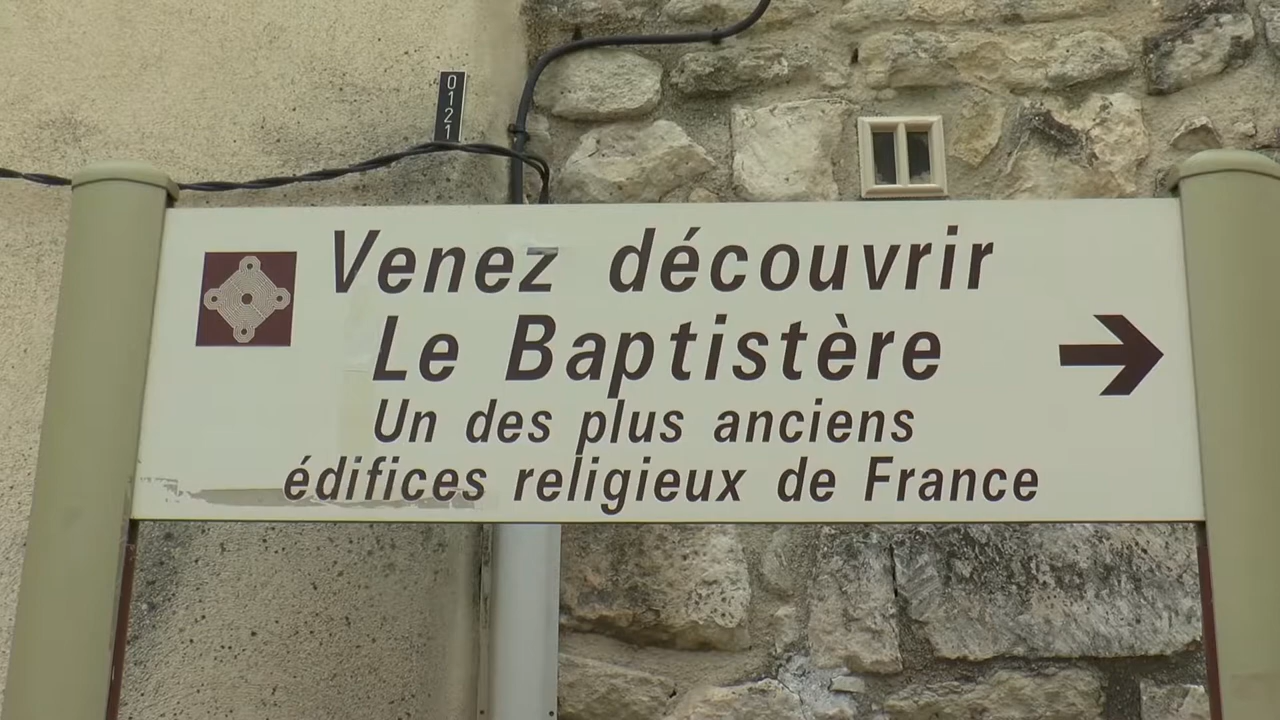 0121
Venez découvrir
Le Baptistère
Un des plus anciens
édifices religieux de France